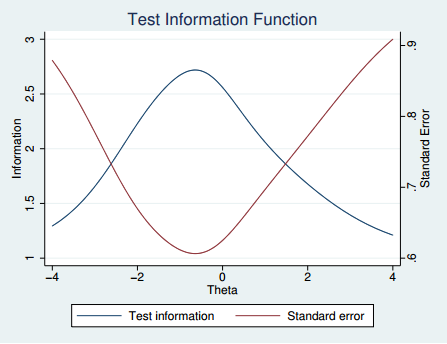 Test Information Function
3
2.5
2
1.5
1
Information
.9
.8
.7
.6
Standard Error
−4
−2
0
2
4
Theta
Test information
Standard error